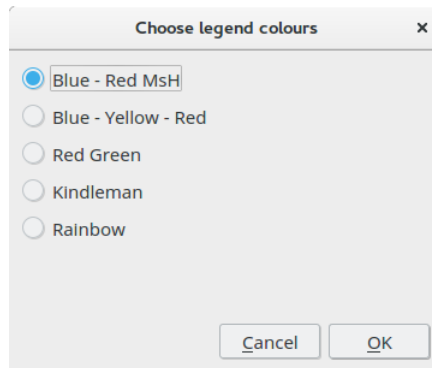 Choose legend colours ×
Blue - Red MsH
Blue - Yellow - Red
Red Green
Kindleman
Rainbow
Cancel OK